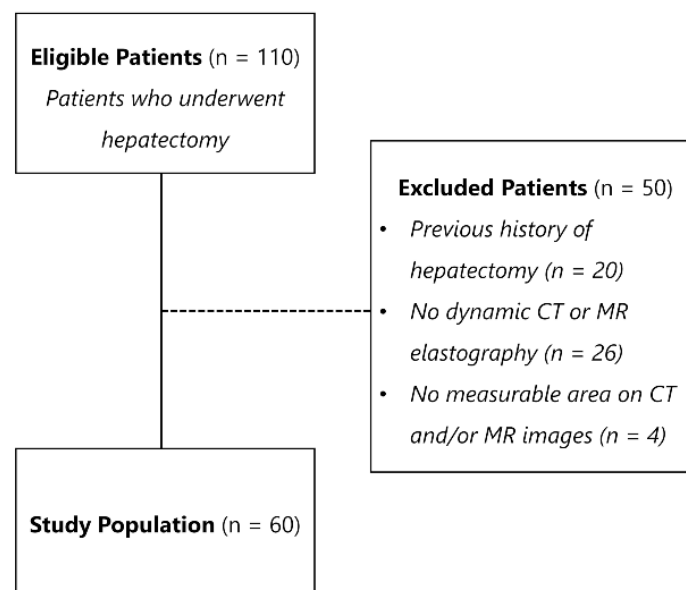 Eligible Patients (n = 110)
Patients who underwent
hepatectomy
Excluded Patients (n = 50)
• Previous history of
hepatectomy (n = 20)
• No dynamic CT or MR
elastography (n = 26)
• No measurable area on CT
and/or MR images (n = 4)
Study Population (n = 60)